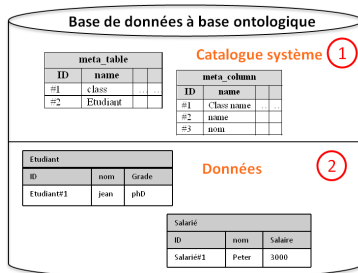 Base de données à base ontologique
Catalogue système 1
meta_table
ID name
#1 class ... ...
#2 Etudiant
meta_column
ID name
#1 Class name ... ...
#2 name
#3 nom
Données 2
Etudiant
ID nom Grade
Etudiant#1 jean phD
Salarié
ID nom Salaire
Salarié#1 Peter 3000